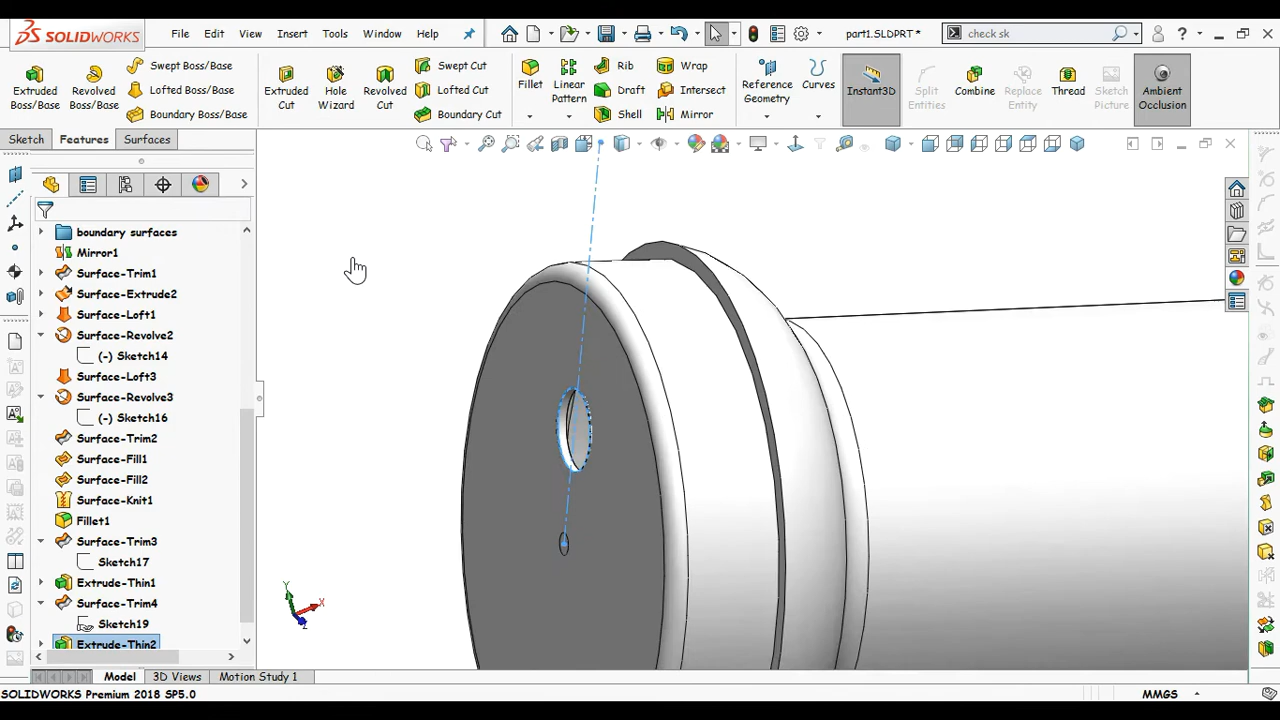 SOLIDWORKS File Edit View Insert Tools Window Help part1.SLDPRT * check sk ?
Extruded Boss/Base
Revolved Boss/Base
Swept Boss/Base
Lofted Boss/Base
Boundary Boss/Base
Extruded Cut
Hole Wizard
Revolved Cut
Swept Cut
Lofted Cut
Boundary Cut
Fillet
Linear Pattern
Rib
Draft
Shell
Wrap
Intersect
Mirror
Reference Geometry
Curves
Instant3D
Split Entities
Combine
Replace Entity
Thread
Sketch Picture
Ambient Occlusion
Sketch Features Surfaces
boundary surfaces
Mirror1
Surface-Trim1
Surface-Extrude2
Surface-Loft1
Surface-Revolve2
(-) Sketch14
Surface-Loft3
Surface-Revolve3
(-) Sketch16
Surface-Trim2
Surface-Fill1
Surface-Fill2
Surface-Knit1
Fillet1
Surface-Trim3
Sketch17
Extrude-Thin1
Surface-Trim4
Sketch19
Extrude-Thin2
Y
X
Z
Model 3D Views Motion Study 1
SOLIDWORKS Premium 2018 SP5.0 MMGS